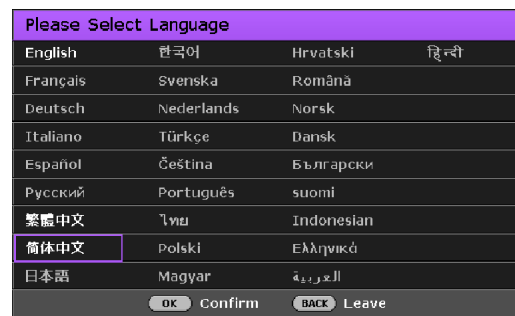 Please Select Language
English 한국어 Hrvatski हिन्दी
Français Svenska Română
Deutsch Nederlands Norsk
Italiano Türkçe Dansk
Español Čeština Български
Русский Português suomi
繁體中文 ไทย Indonesian
简体中文 Polski Ελληνικά
日本語 Magyar العربية
OK Confirm BACK Leave